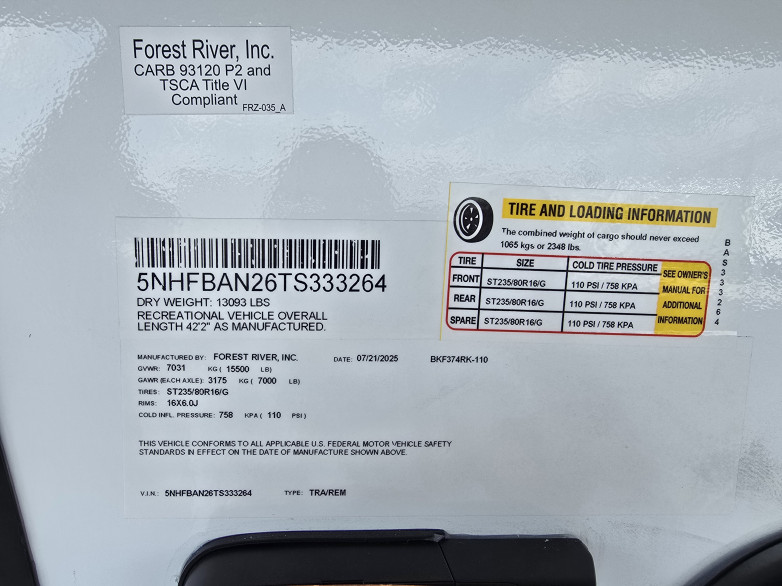 Forest River, Inc.
CARB 93120 P2 and
TSCA Title VI
Compliant
FRZ-035_A
TIRE AND LOADING INFORMATION
The combined weight of cargo should never exceed
1065 kgs or 2348 lbs.
TIRE SIZE COLD TIRE PRESSURE SEE OWNER'S MANUAL FOR ADDITIONAL INFORMATION
FRONT ST235/80R16/G 110 PSI / 758 KPA
REAR ST235/80R16/G 110 PSI / 758 KPA
SPARE ST235/80R16/G 110 PSI / 758 KPA
BAS333264
5NHFBAN26TS333264
DRY WEIGHT: 13093 LBS
RECREATIONAL VEHICLE OVERALL
LENGTH 42'2" AS MANUFACTURED.
MANUFACTURED BY: FOREST RIVER, INC. DATE: 07/21/2025 BKF374RK-110
GVWR: 7031 KG ( 15500 LB)
GAWR (EACH AXLE): 3175 KG ( 7000 LB)
TIRES: ST235/80R16/G
RIMS: 16X6.0J
COLD INFL. PRESSURE: 758 KPA ( 110 PSI)
THIS VEHICLE CONFORMS TO ALL APPLICABLE U.S. FEDERAL MOTOR VEHICLE SAFETY
STANDARDS IN EFFECT ON THE DATE OF MANUFACTURE SHOWN ABOVE.
V.I.N.: 5NHFBAN26TS333264 TYPE: TRA/REM